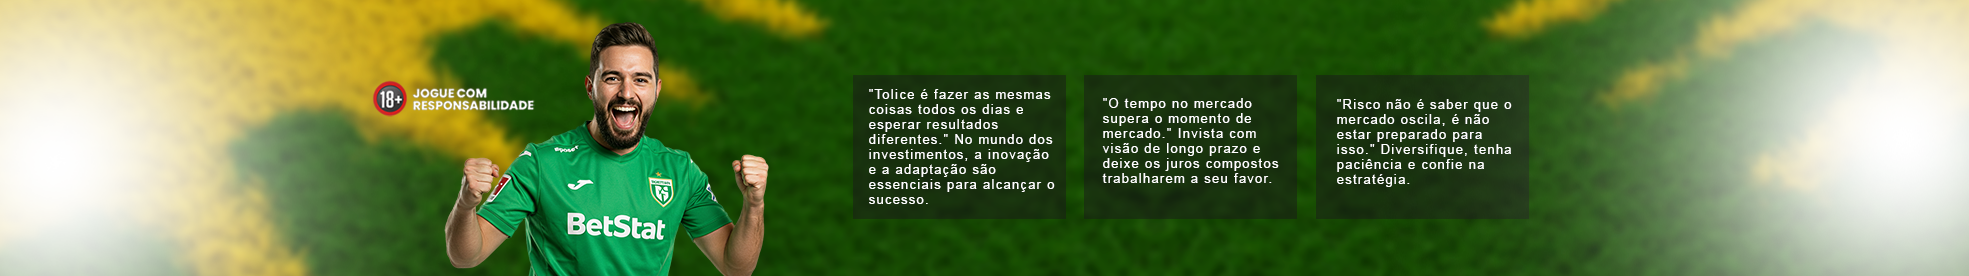 18+
JOGUE COM
RESPONSABILIDADE
BetStat
"Tolice é fazer as mesmas
coisas todos os dias e
esperar resultados
diferentes." No mundo dos
investimentos, a inovação
e a adaptação são
essenciais para alcançar o
sucesso.
"O tempo no mercado
supera o momento de
mercado." Invista com
visão de longo prazo e
deixe os juros compostos
trabalharem a seu favor.
"Risco não é saber que o
mercado oscila, é não
estar preparado para
isso." Diversifique, tenha
paciência e confie na
estratégia.